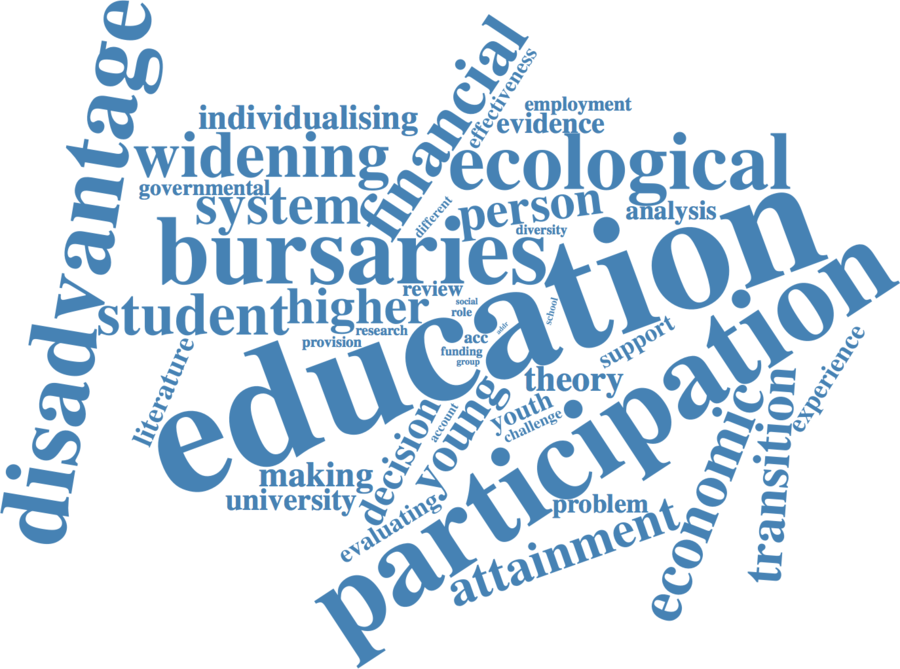 disadvantage
financial
effectiveness
employment
individualising
evidence
widening
ecological
governmental
system
different
person
analysis
diversity
bursaries
education
participation
review
student
higher
social
role
school
research
addr
provision
acc
funding
group
support
literature
theory
experience
young
youth
account
challenge
decision
economic
transition
making
university
evaluating
problem
attainment